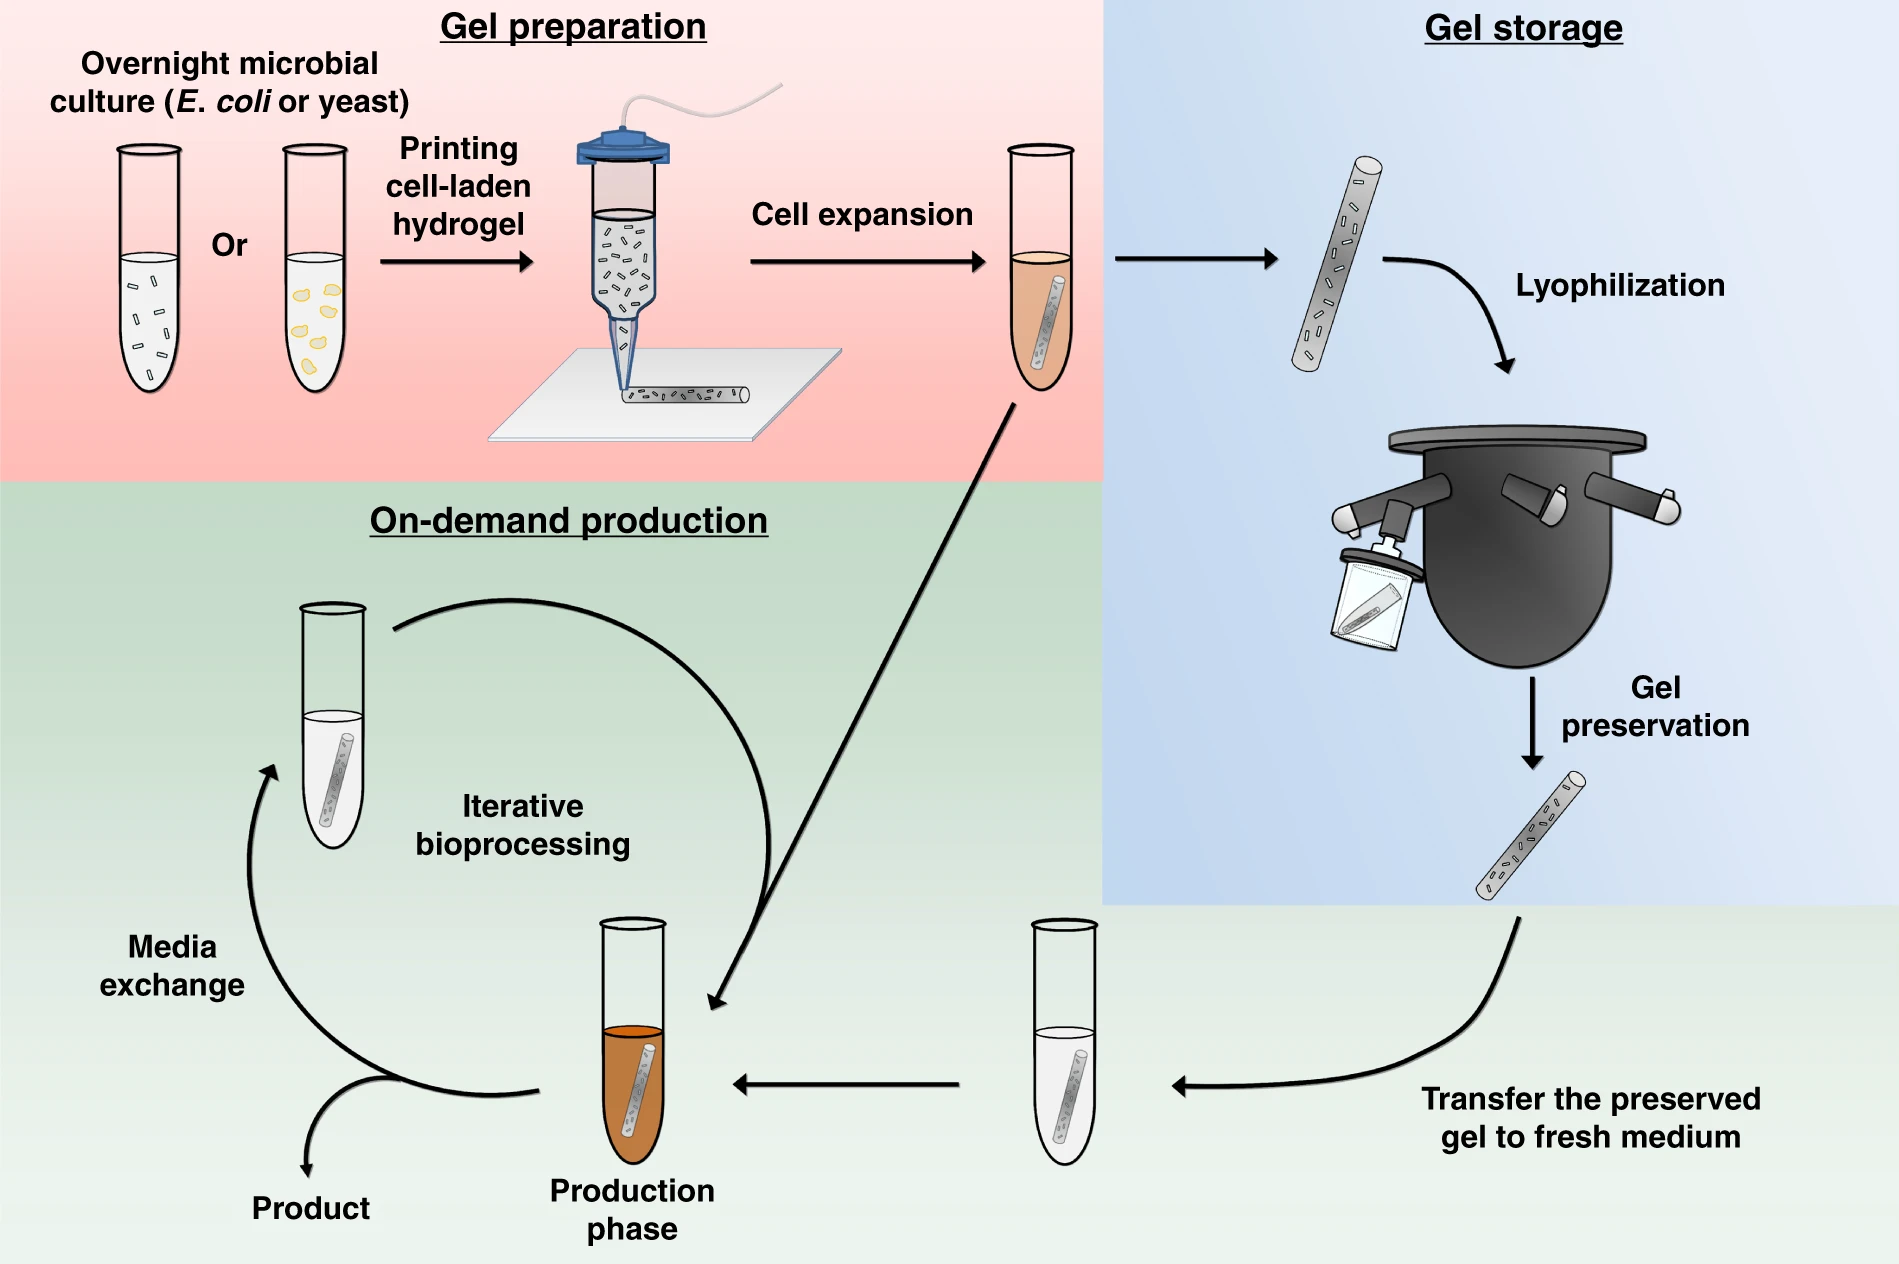 Gel preparation
Overnight microbial
culture (E. coli or yeast)
Or
Printing
cell-laden
hydrogel
Cell expansion
Gel storage
Lyophilization
Gel
preservation
On-demand production
Iterative
bioprocessing
Media
exchange
Product
Production
phase
Transfer the preserved
gel to fresh medium